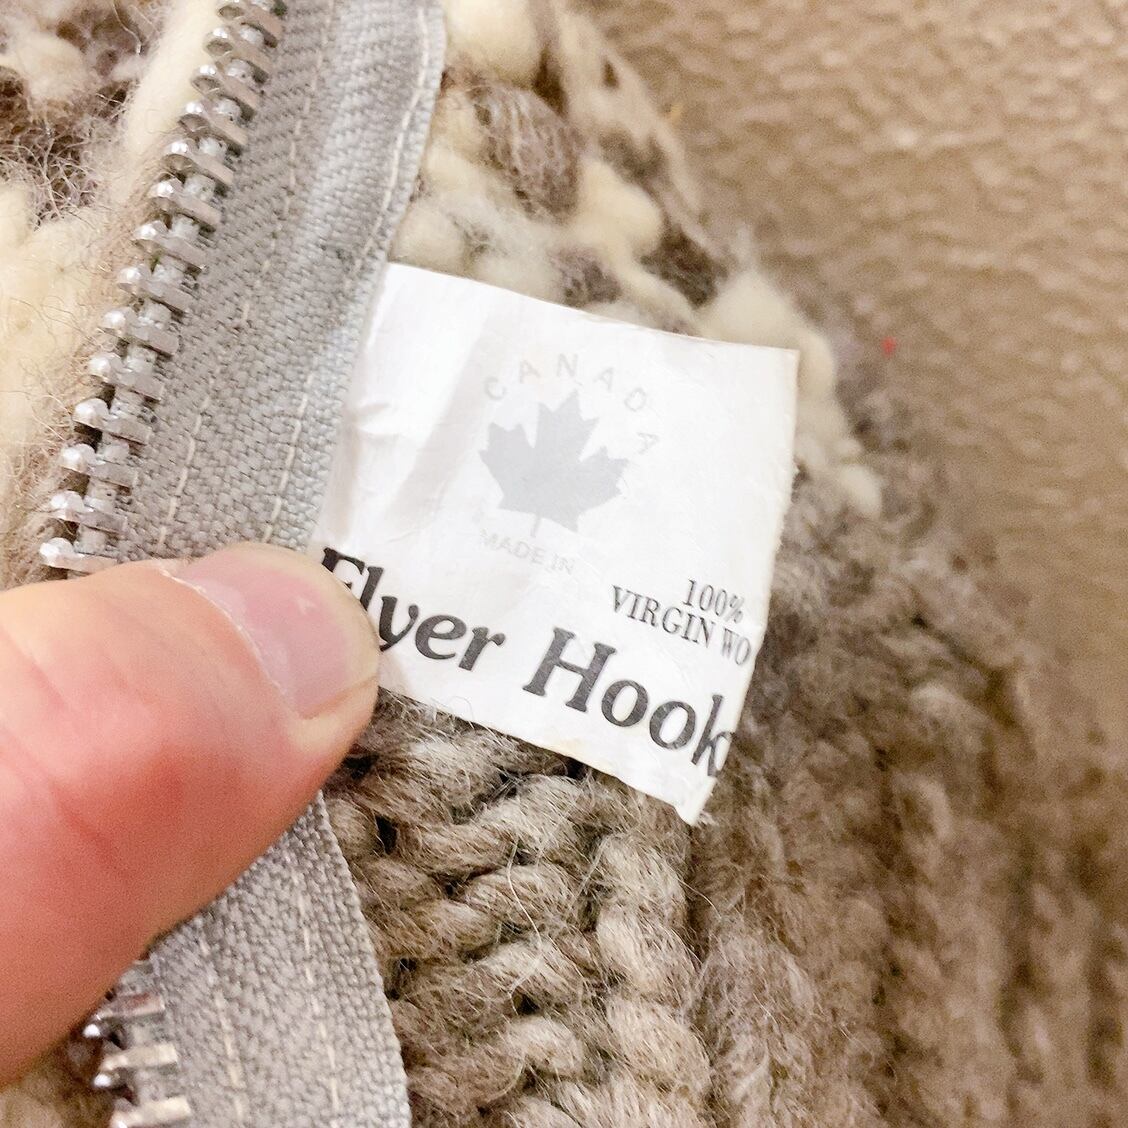 CANADA
MADE IN
100%
VIRGIN WO
Flyer Hook